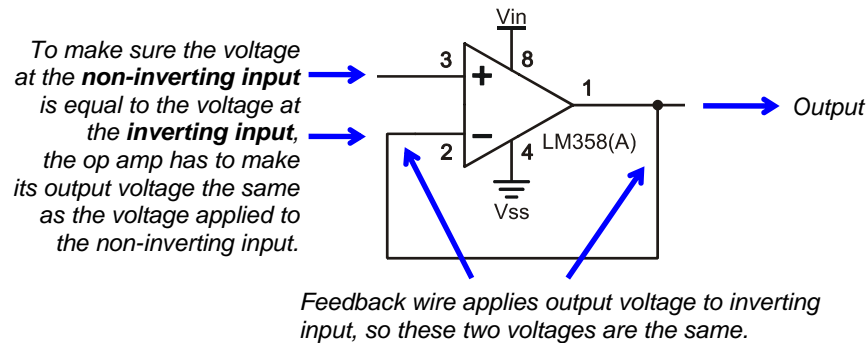 To make sure the voltage
at the non-inverting input
is equal to the voltage at
the inverting input,
the op amp has to make
its output voltage the same
as the voltage applied to
the non-inverting input.
Vin
3
8
+
1
Output
−
2
4
LM358(A)
Vss
Feedback wire applies output voltage to inverting
input, so these two voltages are the same.